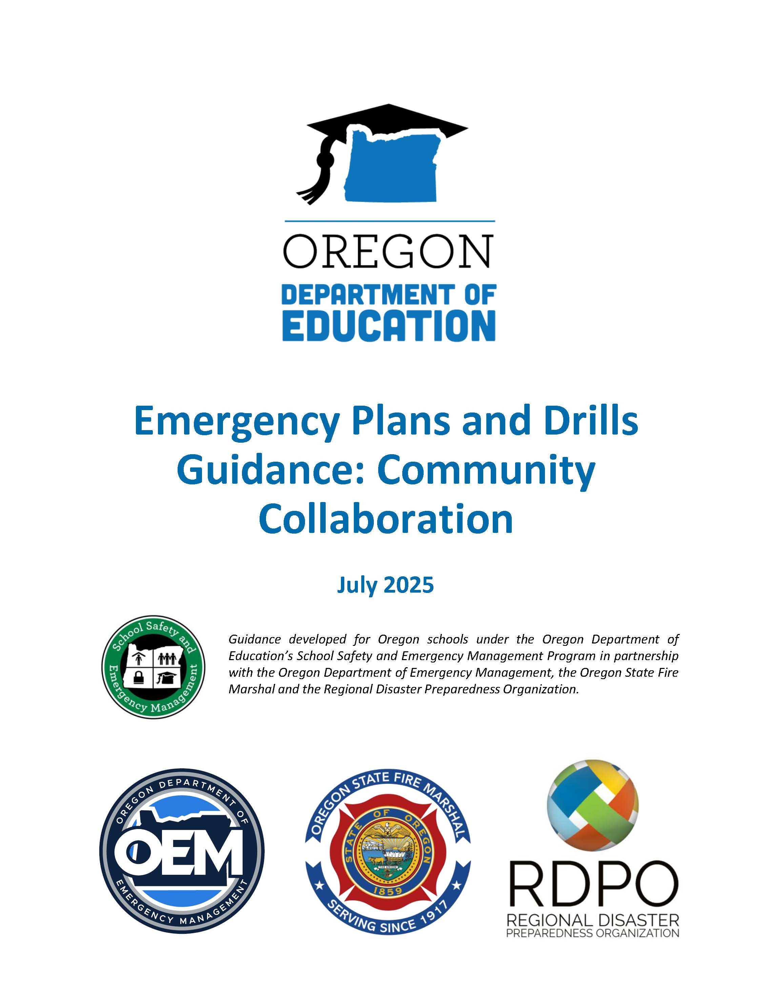 OREGON
DEPARTMENT OF
EDUCATION
Emergency Plans and Drills
Guidance: Community
Collaboration
July 2025
School Safety and
Emergency Management
Guidance developed for Oregon schools under the Oregon Department of
Education’s School Safety and Emergency Management Program in partnership
with the Oregon Department of Emergency Management, the Oregon State Fire
Marshal and the Regional Disaster Preparedness Organization.
OREGON DEPARTMENT OF
OEM
EMERGENCY MANAGEMENT
OREGON STATE FIRE MARSHAL
STATE OF OREGON
THE UNION
1859
SERVING SINCE 1917
RDPO
REGIONAL DISASTER
PREPAREDNESS ORGANIZATION